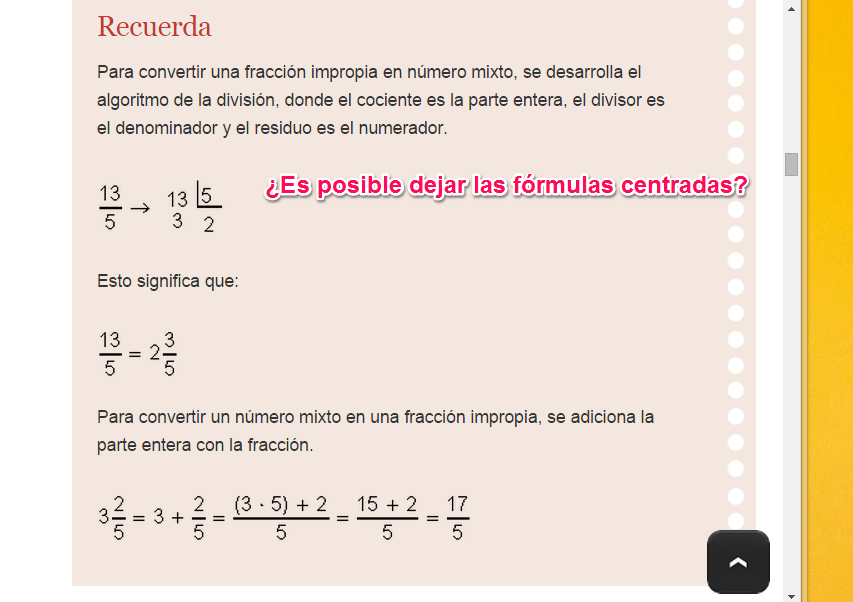 Recuerda
Para convertir una fracción impropia en número mixto, se desarrolla el
algoritmo de la división, donde el cociente es la parte entera, el divisor es
el denominador y el residuo es el numerador.
¿Es posible dejar las fórmulas centradas?
13/5 → 13 |5
3 2
Esto significa que:
13/5 = 2 3/5
Para convertir un número mixto en una fracción impropia, se adiciona la
parte entera con la fracción.
3 2/5 = 3 + 2/5 = (3 · 5) + 2/5 = 15 + 2/5 = 17/5